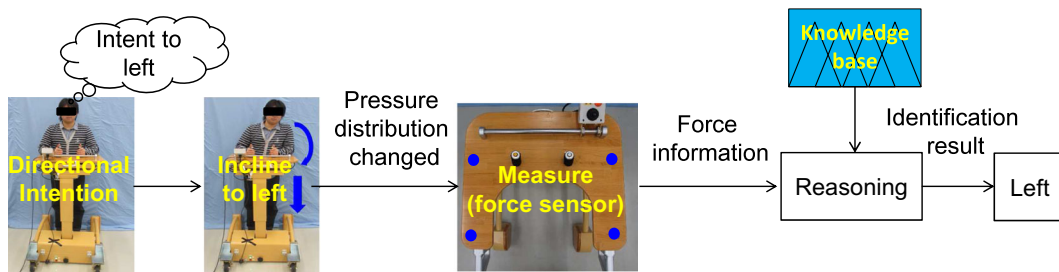 Intent to
left
Directional
Intention
Incline
to left
Pressure
distribution
changed
Measure
(force sensor)
Force
information
Knowledge
base
Reasoning
Identification
result
Left